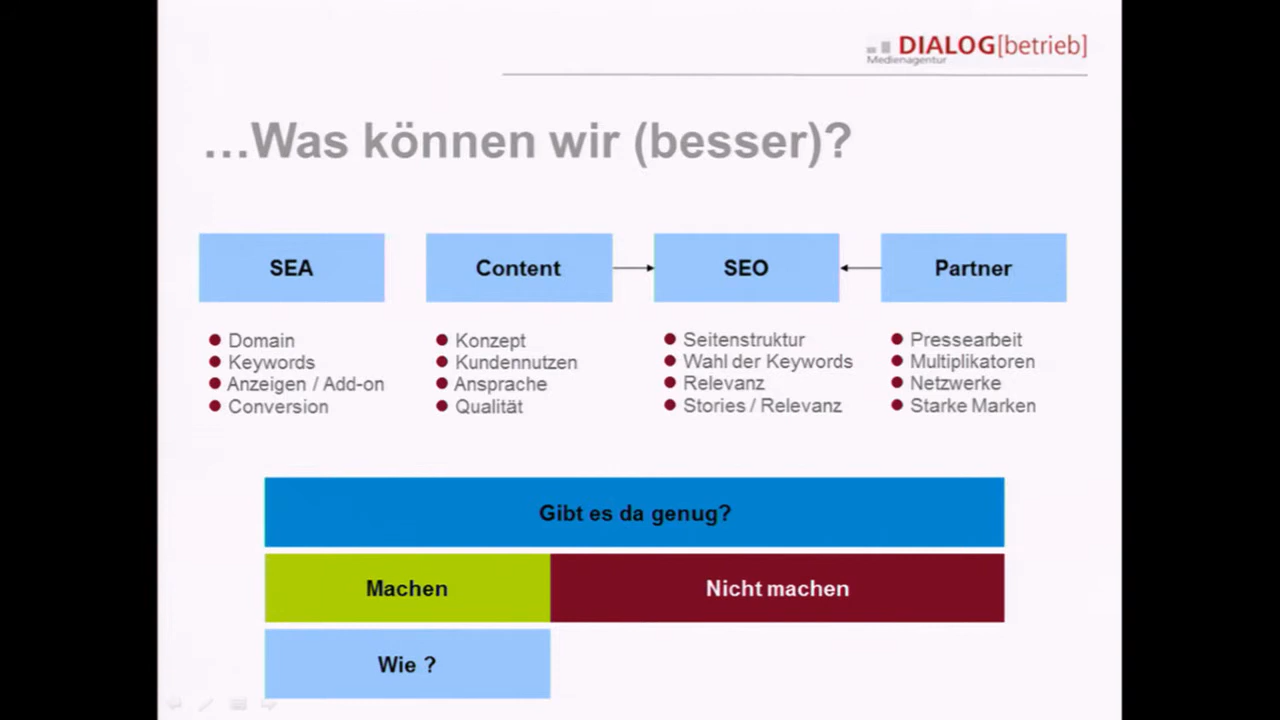 DIALOG[betrieb]
Medienagentur
…Was können wir (besser)?
SEA
Content
SEO
Partner
Domain
Keywords
Anzeigen / Add-on
Conversion
Konzept
Kundennutzen
Ansprache
Qualität
Seitenstruktur
Wahl der Keywords
Relevanz
Stories / Relevanz
Pressearbeit
Multiplikatoren
Netzwerke
Starke Marken
Gibt es da genug?
Machen
Nicht machen
Wie ?